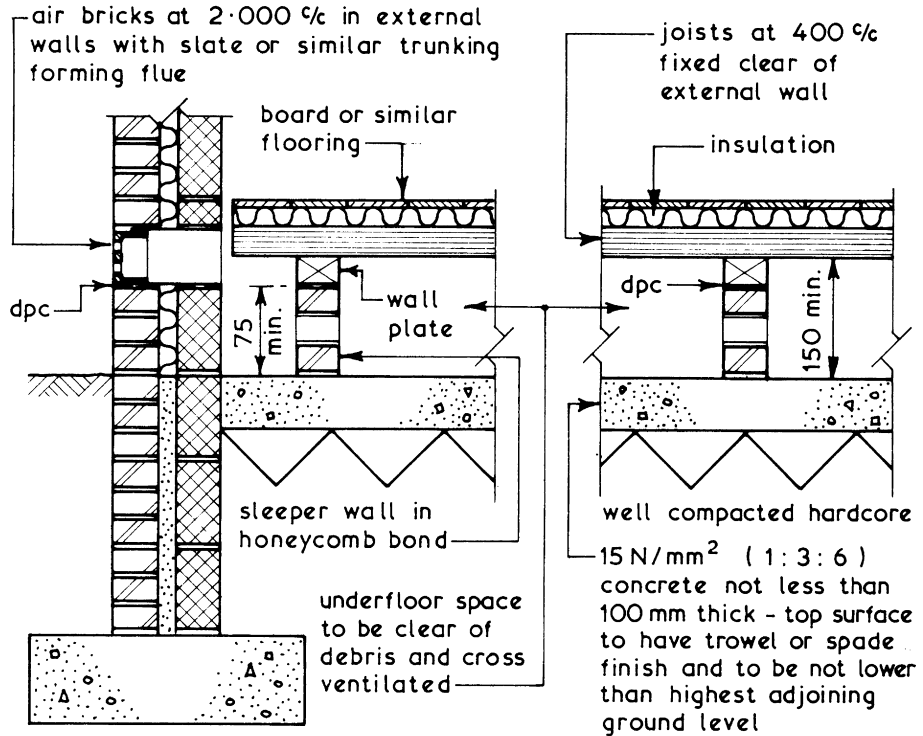 air bricks at 2·000 c/c in external
walls with slate or similar trunking
forming flue
joists at 400 c/c
fixed clear of
external wall
board or similar
flooring
insulation
dpc
75
min.
wall
plate
dpc
150 min.
sleeper wall in
honeycomb bond
well compacted hardcore
underfloor space
to be clear of
debris and cross
ventilated
15 N/mm² ( 1 : 3 : 6 )
concrete not less than
100 mm thick - top surface
to have trowel or spade
finish and to be not lower
than highest adjoining
ground level